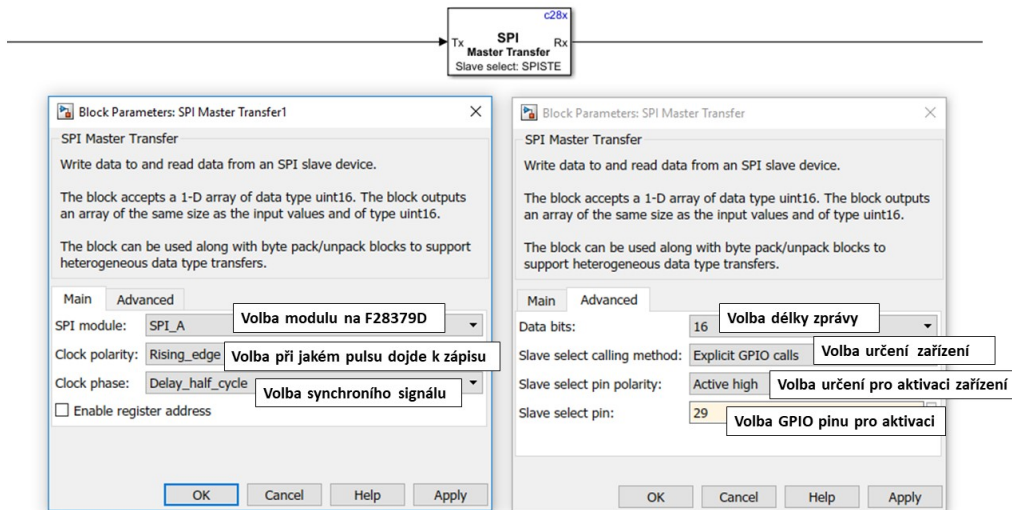 c28x
SPI
Tx Rx
Master Transfer
Slave select: SPISTE
Block Parameters: SPI Master Transfer1
SPI Master Transfer
Write data to and read data from an SPI slave device.
The block accepts a 1-D array of data type uint16. The block outputs
an array of the same size as the input values and of type uint16.
The block can be used along with byte pack/unpack blocks to support
heterogeneous data type transfers.
Main Advanced
SPI module: SPI_A Volba modulu na F28379D
Clock polarity: Rising_edge Volba při jakém pulsu dojde k zápisu
Clock phase: Delay_half_cycle Volba synchroního signálu
Enable register address
OK Cancel Help Apply
Block Parameters: SPI Master Transfer
SPI Master Transfer
Write data to and read data from an SPI slave device.
The block accepts a 1-D array of data type uint16. The block outputs
an array of the same size as the input values and of type uint16.
The block can be used along with byte pack/unpack blocks to
support heterogeneous data type transfers.
Main Advanced
Data bits: 16 Volba délky zprávy
Slave select calling method: Explicit GPIO calls Volba určení zařízení
Slave select pin polarity: Active high Volba určení pro aktivaci zařízení
Slave select pin: 29 Volba GPIO pinu pro aktivaci
OK Cancel Help Apply